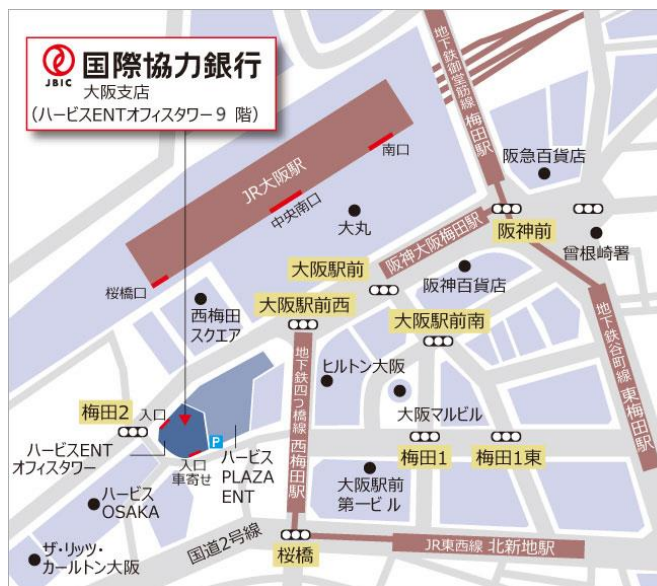 JBIC
国際協力銀行
大阪支店
(ハービスENTオフィスタワー9 階)
地下鉄御堂筋線 梅田駅
南口
JR大阪駅
中央南口
大丸
阪急百貨店
阪神前
曾根崎署
阪神大阪梅田駅
桜橋口
大阪駅前
阪神百貨店
西梅田
スクエア
大阪駅前西
大阪駅前南
地下鉄谷町線 東梅田駅
地下鉄四つ橋線 西梅田駅
ヒルトン大阪
大阪マルビル
梅田2
入口
P
ハービスENT
オフィスタワー
入口
車寄せ
ハービス
PLAZA
ENT
梅田1
梅田1東
大阪駅前
第一ビル
ハービス
OSAKA
ザ・リッツ・
カールトン大阪
国道2号線
桜橋
JR東西線 北新地駅